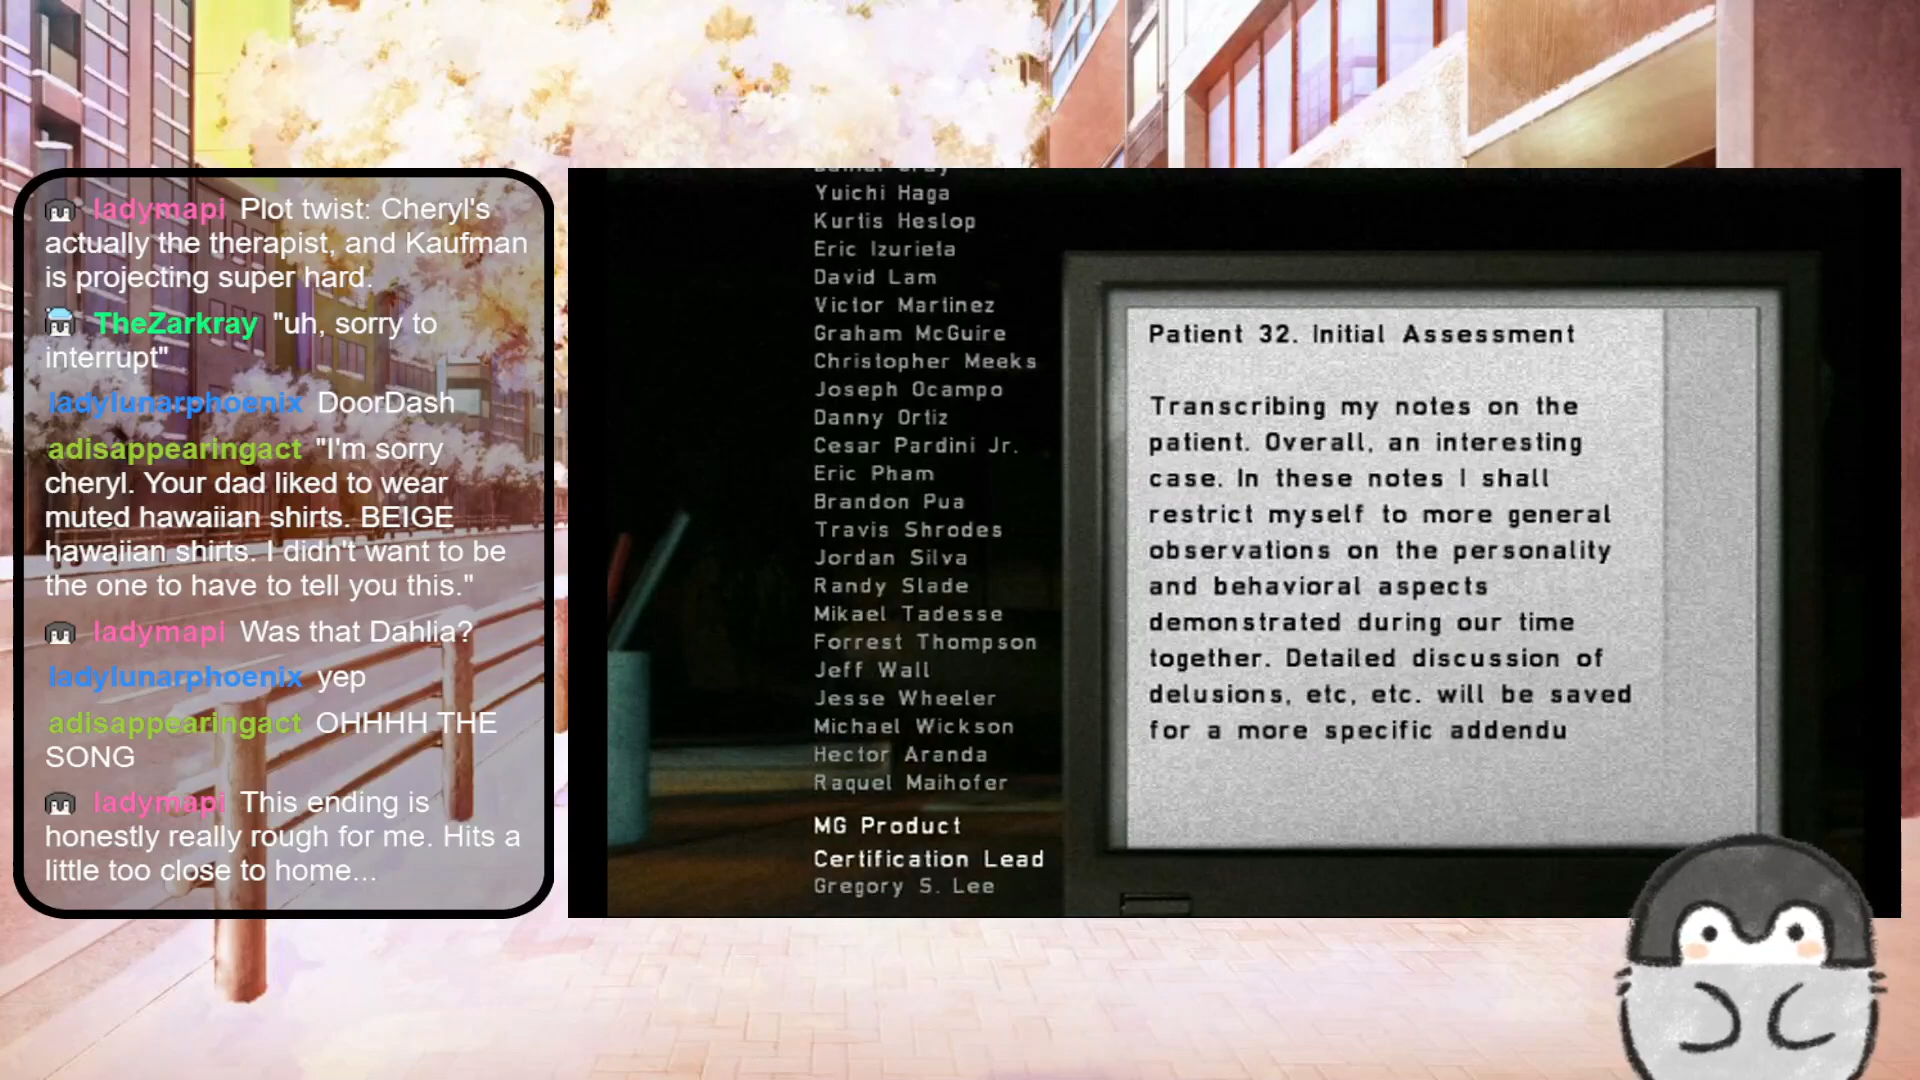 ladymapi Plot twist: Cheryl's
actually the therapist, and Kaufman
is projecting super hard.
TheZarkray "uh, sorry to
interrupt"
ladylunarphoenix DoorDash
adisappearingact "I'm sorry
cheryl. Your dad liked to wear
muted hawaiian shirts. BEIGE
hawaiian shirts. I didn't want to be
the one to have to tell you this."
ladymapi Was that Dahlia?
ladylunarphoenix yep
adisappearingact OHHHH THE
SONG
ladymapi This ending is
honestly really rough for me. Hits a
little too close to home...
Yuichi Haga
Kurtis Heslop
Eric Izurieta
David Lam
Victor Martinez
Graham McGuire
Christopher Meeks
Joseph Ocampo
Danny Ortiz
Cesar Pardini Jr.
Eric Pham
Brandon Pua
Travis Shrodes
Jordan Silva
Randy Slade
Mikael Tadesse
Forrest Thompson
Jeff Wall
Jesse Wheeler
Michael Wickson
Hector Aranda
Raquel Maihofer
MG Product
Certification Lead
Gregory S. Lee
Patient 32. Initial Assessment
Transcribing my notes on the
patient. Overall, an interesting
case. In these notes I shall
restrict myself to more general
observations on the personality
and behavioral aspects
demonstrated during our time
together. Detailed discussion of
delusions, etc, etc. will be saved
for a more specific addendu